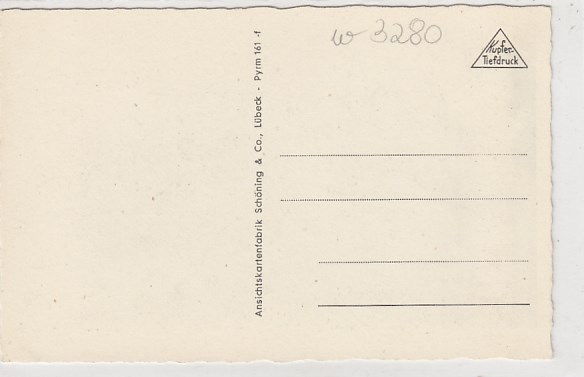 w 3280
Kupfer-
Tiefdruck
Ansichtskartenfabrik Schöning & Co., Lübeck - Pyrm 161 -f